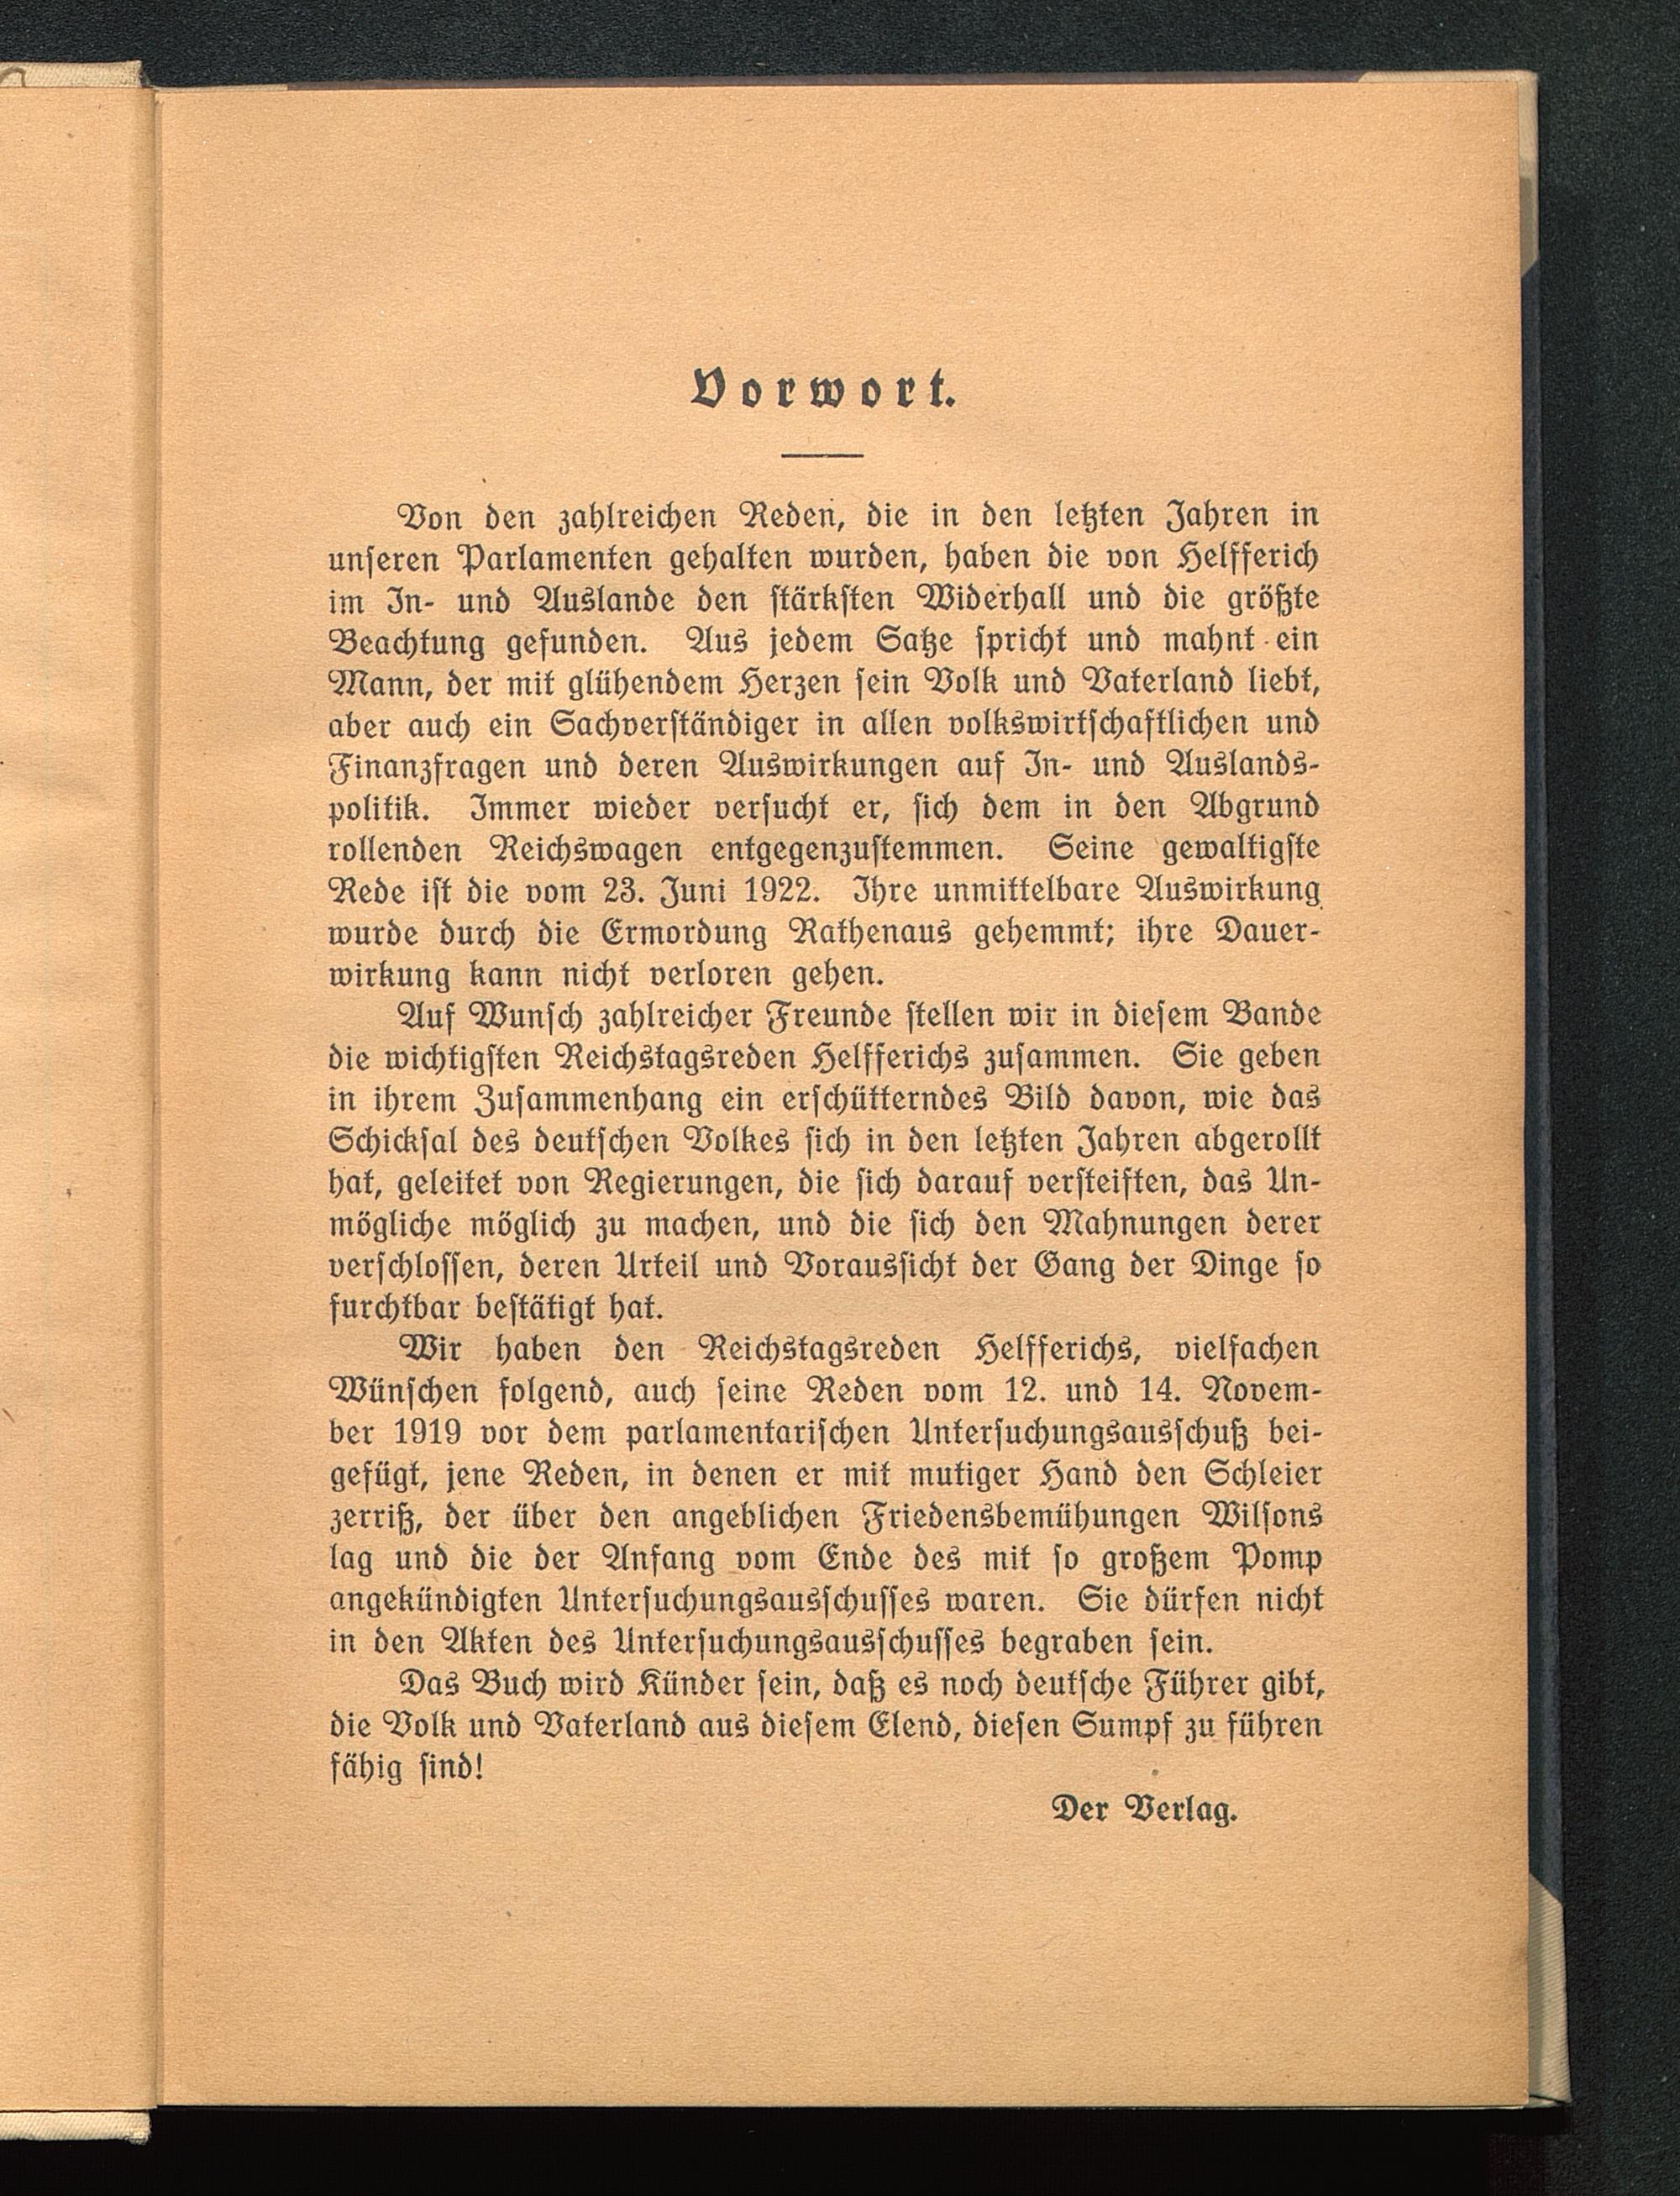 Vorwort.
Von den zahlreichen Reden, die in den letzten Jahren in
unseren Parlamenten gehalten wurden, haben die von Helfferich
im In- und Auslande den stärksten Widerhall und die größte
Beachtung gefunden. Aus jedem Satze spricht und mahnt ein
Mann, der mit glühendem Herzen sein Volk und Vaterland liebt,
aber auch ein Sachverständiger in allen volkswirtschaftlichen und
Finanzfragen und deren Auswirkungen auf In- und Auslands-
politik. Immer wieder versucht er, sich dem in den Abgrund
rollenden Reichswagen entgegenzustemmen. Seine gewaltigste
Rede ist die vom 23. Juni 1922. Ihre unmittelbare Auswirkung
wurde durch die Ermordung Rathenaus gehemmt; ihre Dauer-
wirkung kann nicht verloren gehen.
Auf Wunsch zahlreicher Freunde stellen wir in diesem Bande
die wichtigsten Reichstagsreden Helfferichs zusammen. Sie geben
in ihrem Zusammenhang ein erschütterndes Bild davon, wie das
Schicksal des deutschen Volkes sich in den letzten Jahren abgerollt
hat, geleitet von Regierungen, die sich darauf versteiften, das Un-
mögliche möglich zu machen, und die sich den Mahnungen derer
verschlossen, deren Urteil und Voraussicht der Gang der Dinge so
furchtbar bestätigt hat.
Wir haben den Reichstagsreden Helfferichs, vielfachen
Wünschen folgend, auch seine Reden vom 12. und 14. Novem-
ber 1919 vor dem parlamentarischen Untersuchungsausschuß bei-
gefügt, jene Reden, in denen er mit mutiger Hand den Schleier
zerriß, der über den angeblichen Friedensbemühungen Wilsons
lag und die der Anfang vom Ende des mit so großem Pomp
angekündigten Untersuchungsausschusses waren. Sie dürfen nicht
in den Akten des Untersuchungsausschusses begraben sein.
Das Buch wird Künder sein, daß es noch deutsche Führer gibt,
die Volk und Vaterland aus diesem Elend, diesen Sumpf zu führen
fähig sind!
Der Verlag.